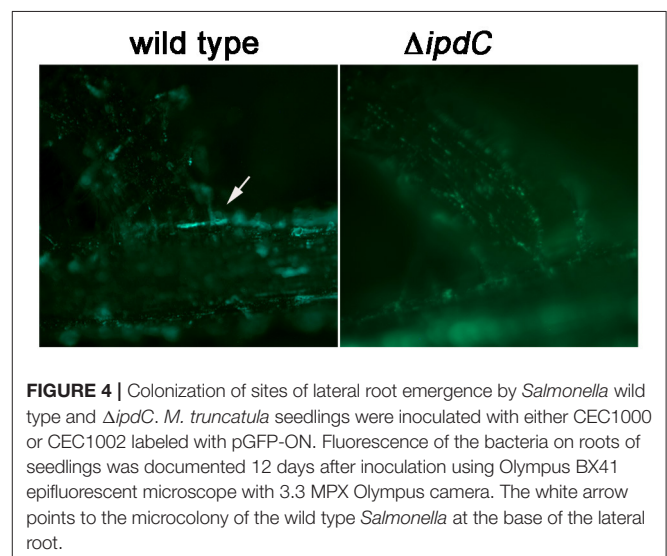 wild type ΔipdC
FIGURE 4 | Colonization of sites of lateral root emergence by Salmonella wild
type and ΔipdC. M. truncatula seedlings were inoculated with either CEC1000
or CEC1002 labeled with pGFP-ON. Fluorescence of the bacteria on roots of
seedlings was documented 12 days after inoculation using Olympus BX41
epifluorescent microscope with 3.3 MPX Olympus camera. The white arrow
points to the microcolony of the wild type Salmonella at the base of the lateral
root.